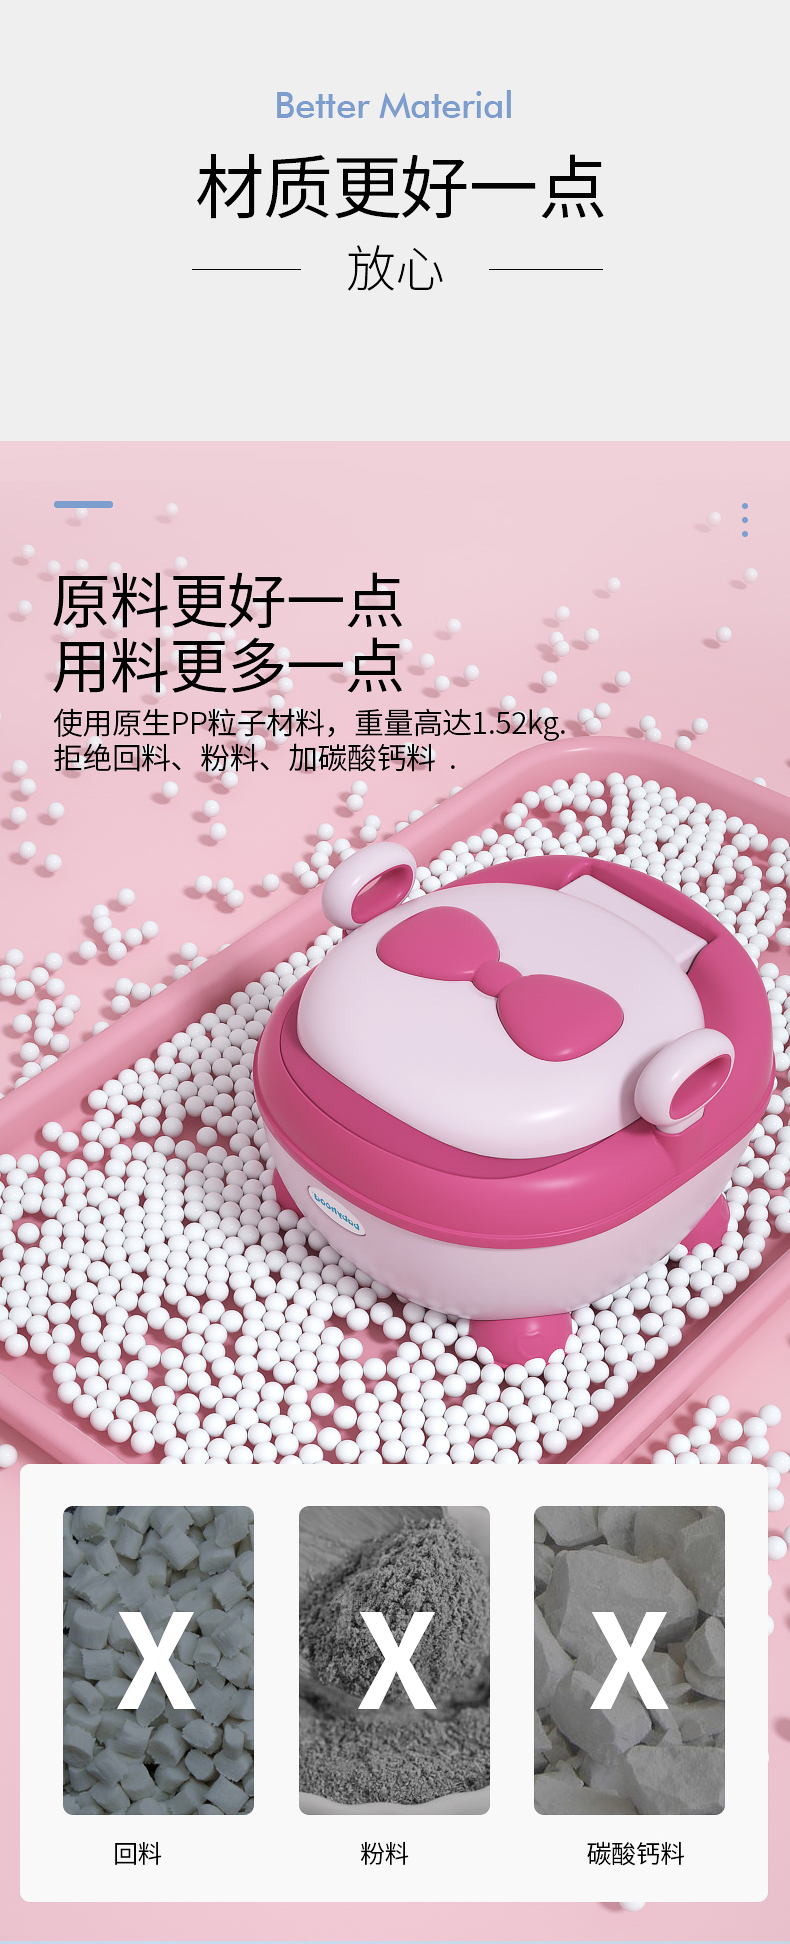 Better Material
材质更好一点
放心
原料更好一点
用料更多一点
使用原生PP粒子材料，重量高达1.52kg.
拒绝回料、粉料、加碳酸钙料 .
X X X
回料 粉料 碳酸钙料